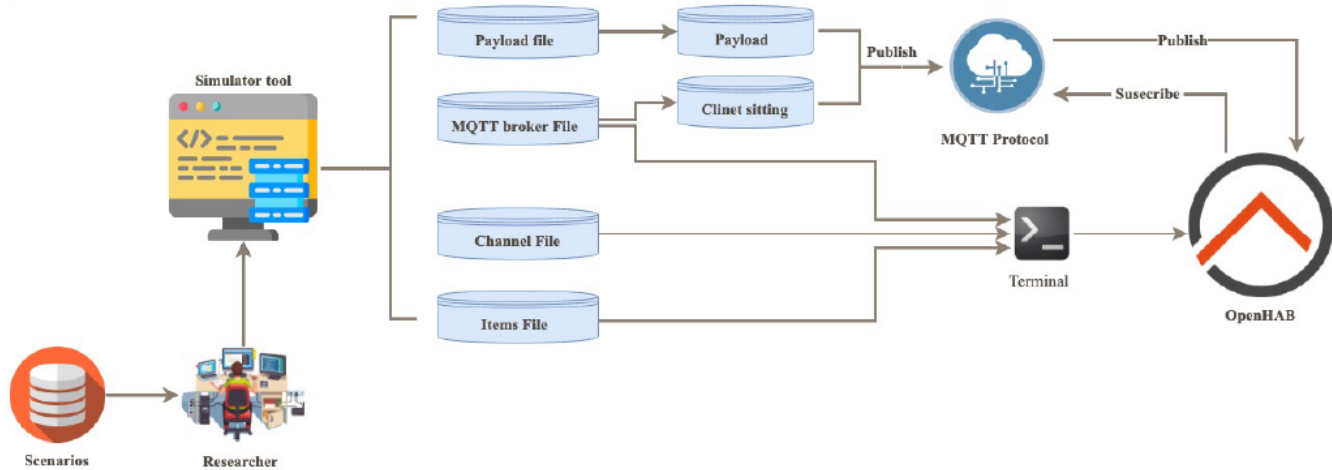 Payload file
Payload
Publish
Publish
Simulator tool
Susecribe
MQTT broker File
Clinet sitting
MQTT Protocol
Channel File
Terminal
Items File
OpenHAB
Scenarios
Researcher